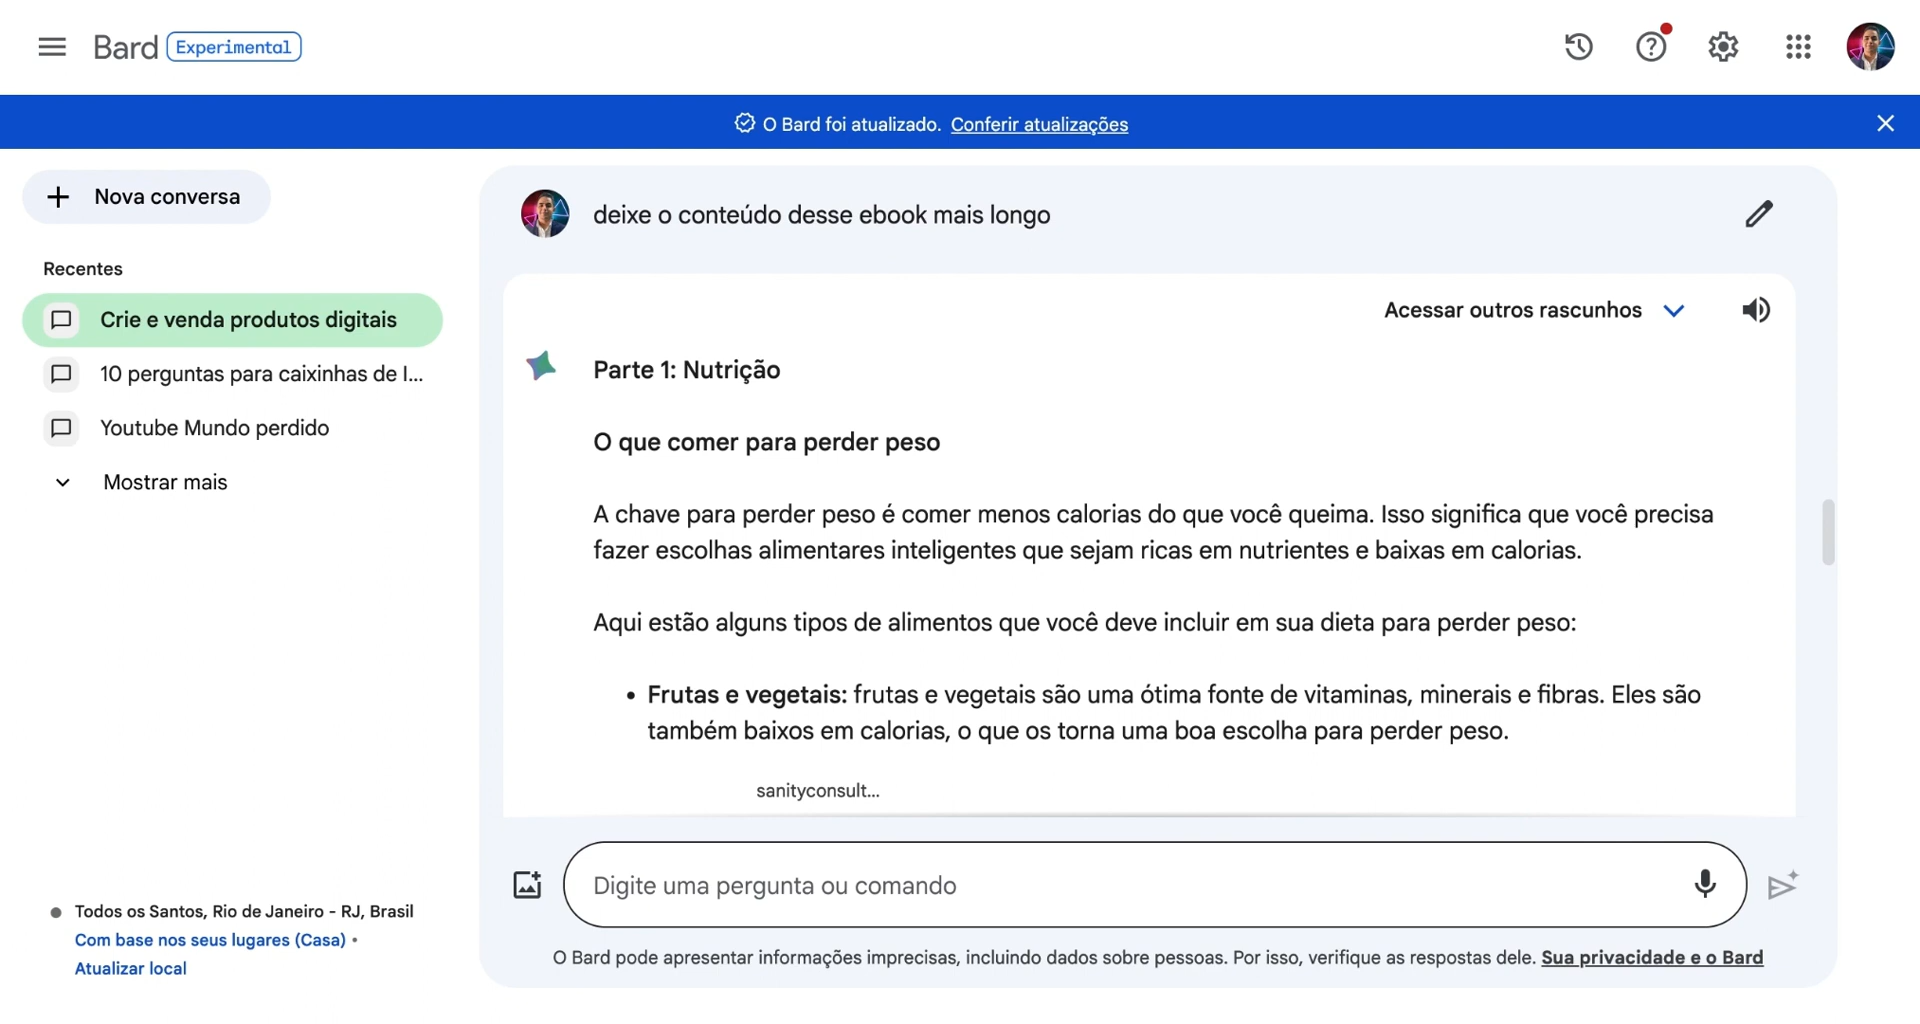 Bard Experimental
O Bard foi atualizado. Conferir atualizações
Nova conversa
Recentes
Crie e venda produtos digitais
10 perguntas para caixinhas de I...
Youtube Mundo perdido
Mostrar mais
Todos os Santos, Rio de Janeiro - RJ, Brasil
Com base nos seus lugares (Casa) •
Atualizar local
deixe o conteúdo desse ebook mais longo
Acessar outros rascunhos
Parte 1: Nutrição
O que comer para perder peso
A chave para perder peso é comer menos calorias do que você queima. Isso significa que você precisa
fazer escolhas alimentares inteligentes que sejam ricas em nutrientes e baixas em calorias.
Aqui estão alguns tipos de alimentos que você deve incluir em sua dieta para perder peso:
• Frutas e vegetais: frutas e vegetais são uma ótima fonte de vitaminas, minerais e fibras. Eles são
também baixos em calorias, o que os torna uma boa escolha para perder peso.
sanityconsult...
Digite uma pergunta ou comando
O Bard pode apresentar informações imprecisas, incluindo dados sobre pessoas. Por isso, verifique as respostas dele. Sua privacidade e o Bard